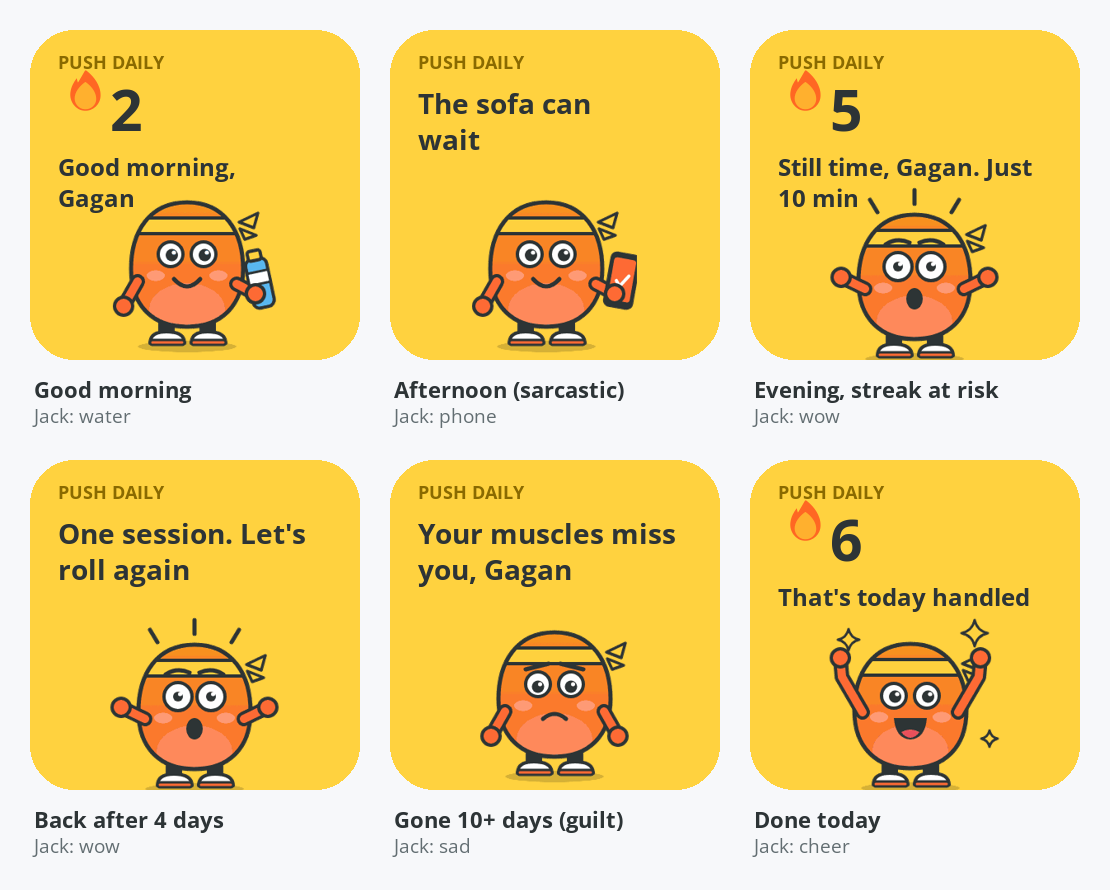 PUSH DAILY
2
Good morning,
Gagan
Good morning
Jack: water
PUSH DAILY
The sofa can
wait
Afternoon (sarcastic)
Jack: phone
PUSH DAILY
5
Still time, Gagan. Just
10 min
Evening, streak at risk
Jack: wow
PUSH DAILY
One session. Let's
roll again
Back after 4 days
Jack: wow
PUSH DAILY
Your muscles miss
you, Gagan
Gone 10+ days (guilt)
Jack: sad
PUSH DAILY
6
That's today handled
Done today
Jack: cheer